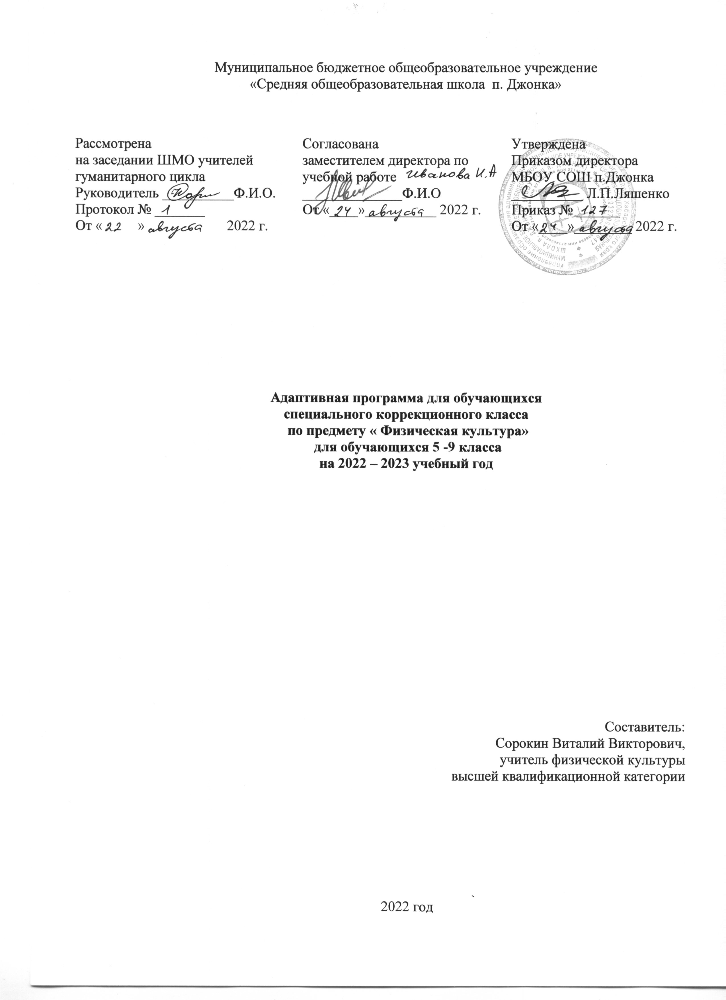 Муниципальное бюджетное общеобразовательное учреждение
«Средняя общеобразовательная школа п. Джонка»
Рассмотрена
на заседании ШМО учителей
гуманитарного цикла
Руководитель ____________Ф.И.О.
Протокол № 1
От « 22 » августа 2022 г.
Согласована
заместителем директора по
учебной работе Иванова И.А
______________Ф.И.О
От « 24 » августа 2022 г.
Утверждена
Приказом директора
МБОУ СОШ п.Джонка
__________ Л.П.Ляшенко
Приказ № 127
От « 24 » августа 2022 г.
Адаптивная программа для обучающихся
специального коррекционного класса
по предмету « Физическая культура»
для обучающихся 5 -9 класса
на 2022 – 2023 учебный год
Составитель:
Сорокин Виталий Викторович,
учитель физической культуры
высшей квалификационной категории
2022 год